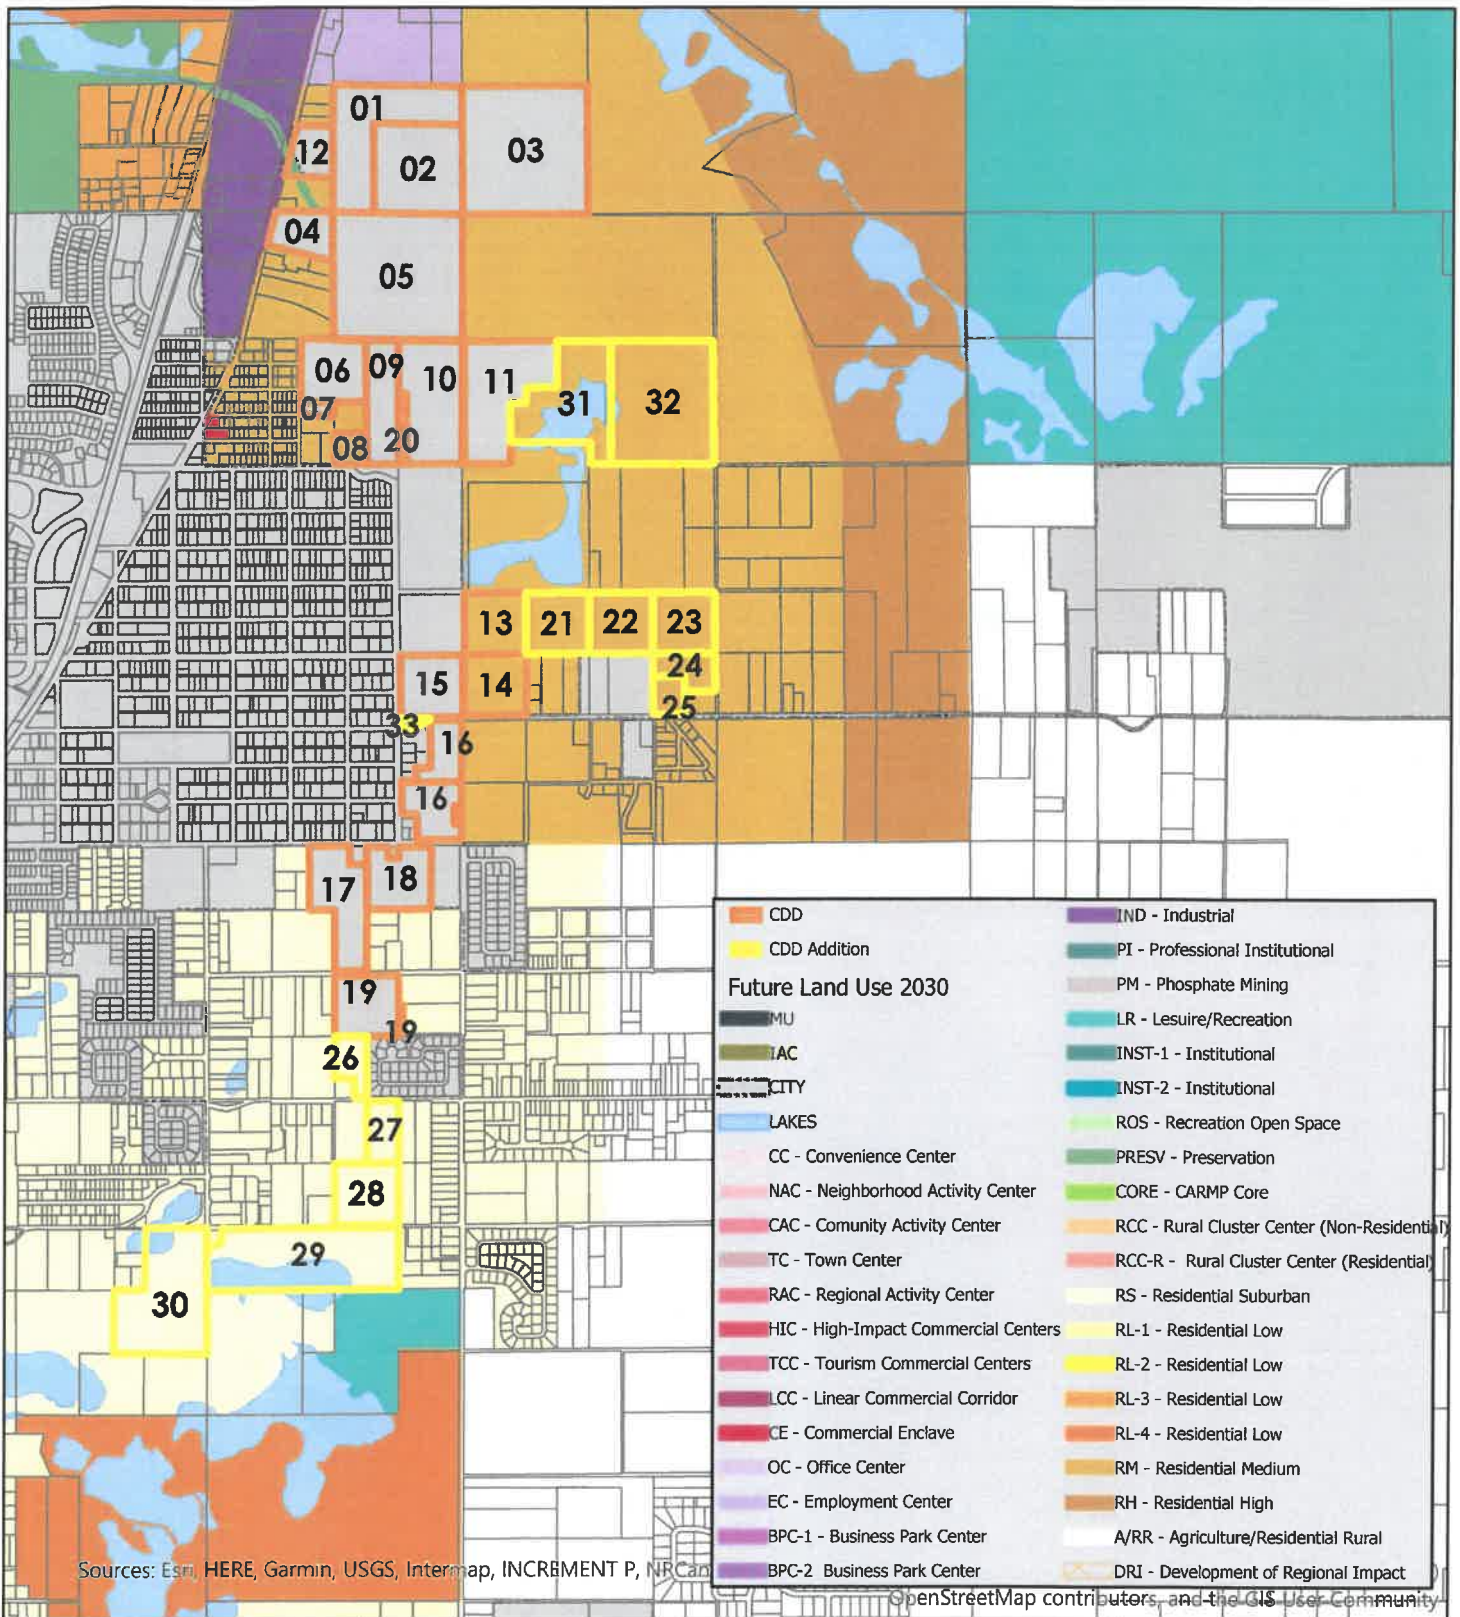 01
12
02
03
04
05
06
09
10
11
31
32
07
08
20
13
21
22
23
24
15
14
25
33
16
16
17
18
19
19
26
27
28
29
30
CDD
CDD Addition
Future Land Use 2030
MU
IAC
CITY
LAKES
CC - Convenience Center
NAC - Neighborhood Activity Center
CAC - Comunity Activity Center
TC - Town Center
RAC - Regional Activity Center
HIC - High-Impact Commercial Centers
TCC - Tourism Commercial Centers
LCC - Linear Commercial Corridor
CE - Commercial Enclave
OC - Office Center
EC - Employment Center
BPC-1 - Business Park Center
BPC-2 Business Park Center
IND - Industrial
PI - Professional Institutional
PM - Phosphate Mining
LR - Lesuire/Recreation
INST-1 - Institutional
INST-2 - Institutional
ROS - Recreation Open Space
PRESV - Preservation
CORE - CARMP Core
RCC - Rural Cluster Center (Non-Residential)
RCC-R - Rural Cluster Center (Residential)
RS - Residential Suburban
RL-1 - Residential Low
RL-2 - Residential Low
RL-3 - Residential Low
RL-4 - Residential Low
RM - Residential Medium
RH - Residential High
A/RR - Agriculture/Residential Rural
DRI - Development of Regional Impact
Sources: Esri, HERE, Garmin, USGS, Intermap, INCREMENT P, NRCan
OpenStreetMap contributors, and the GIS User Community